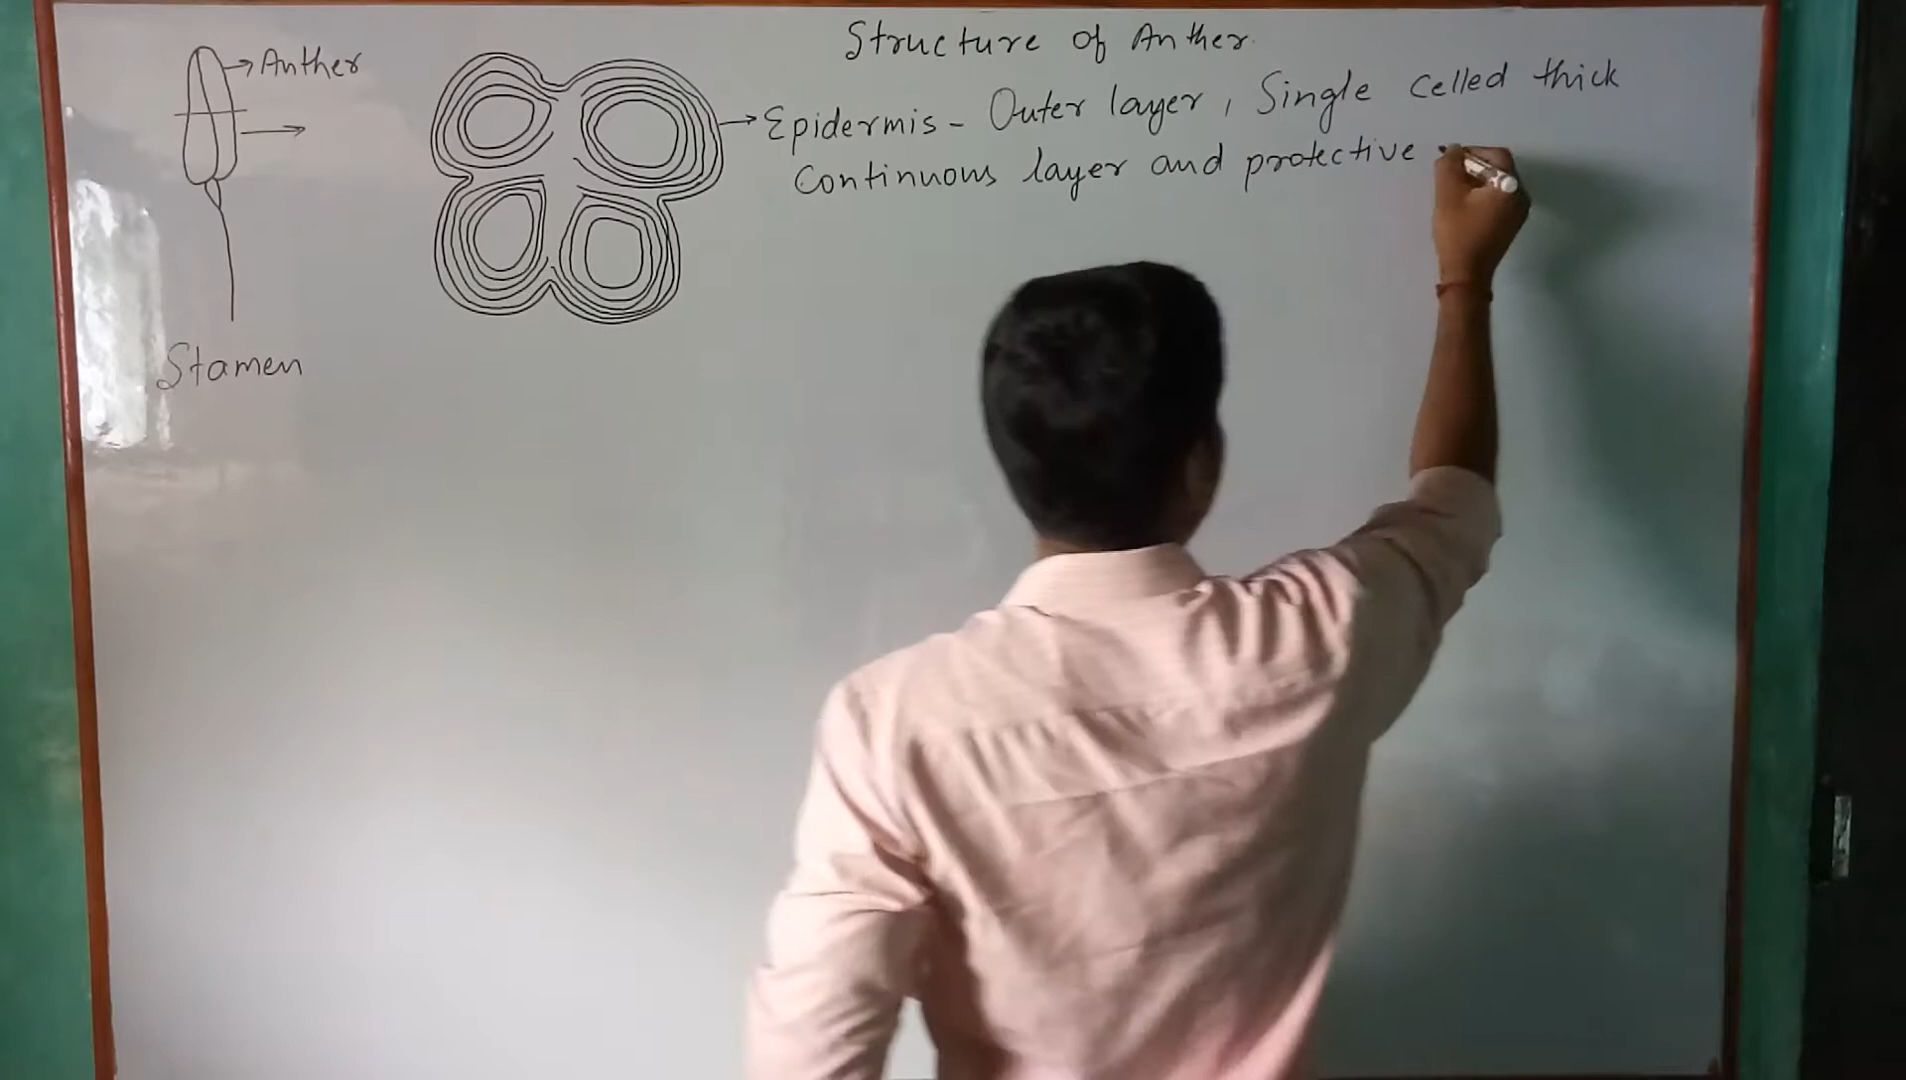 Structure of Anther.
Anther
Epidermis - Outer layer, Single celled thick
Continuous layer and protective
Stamen